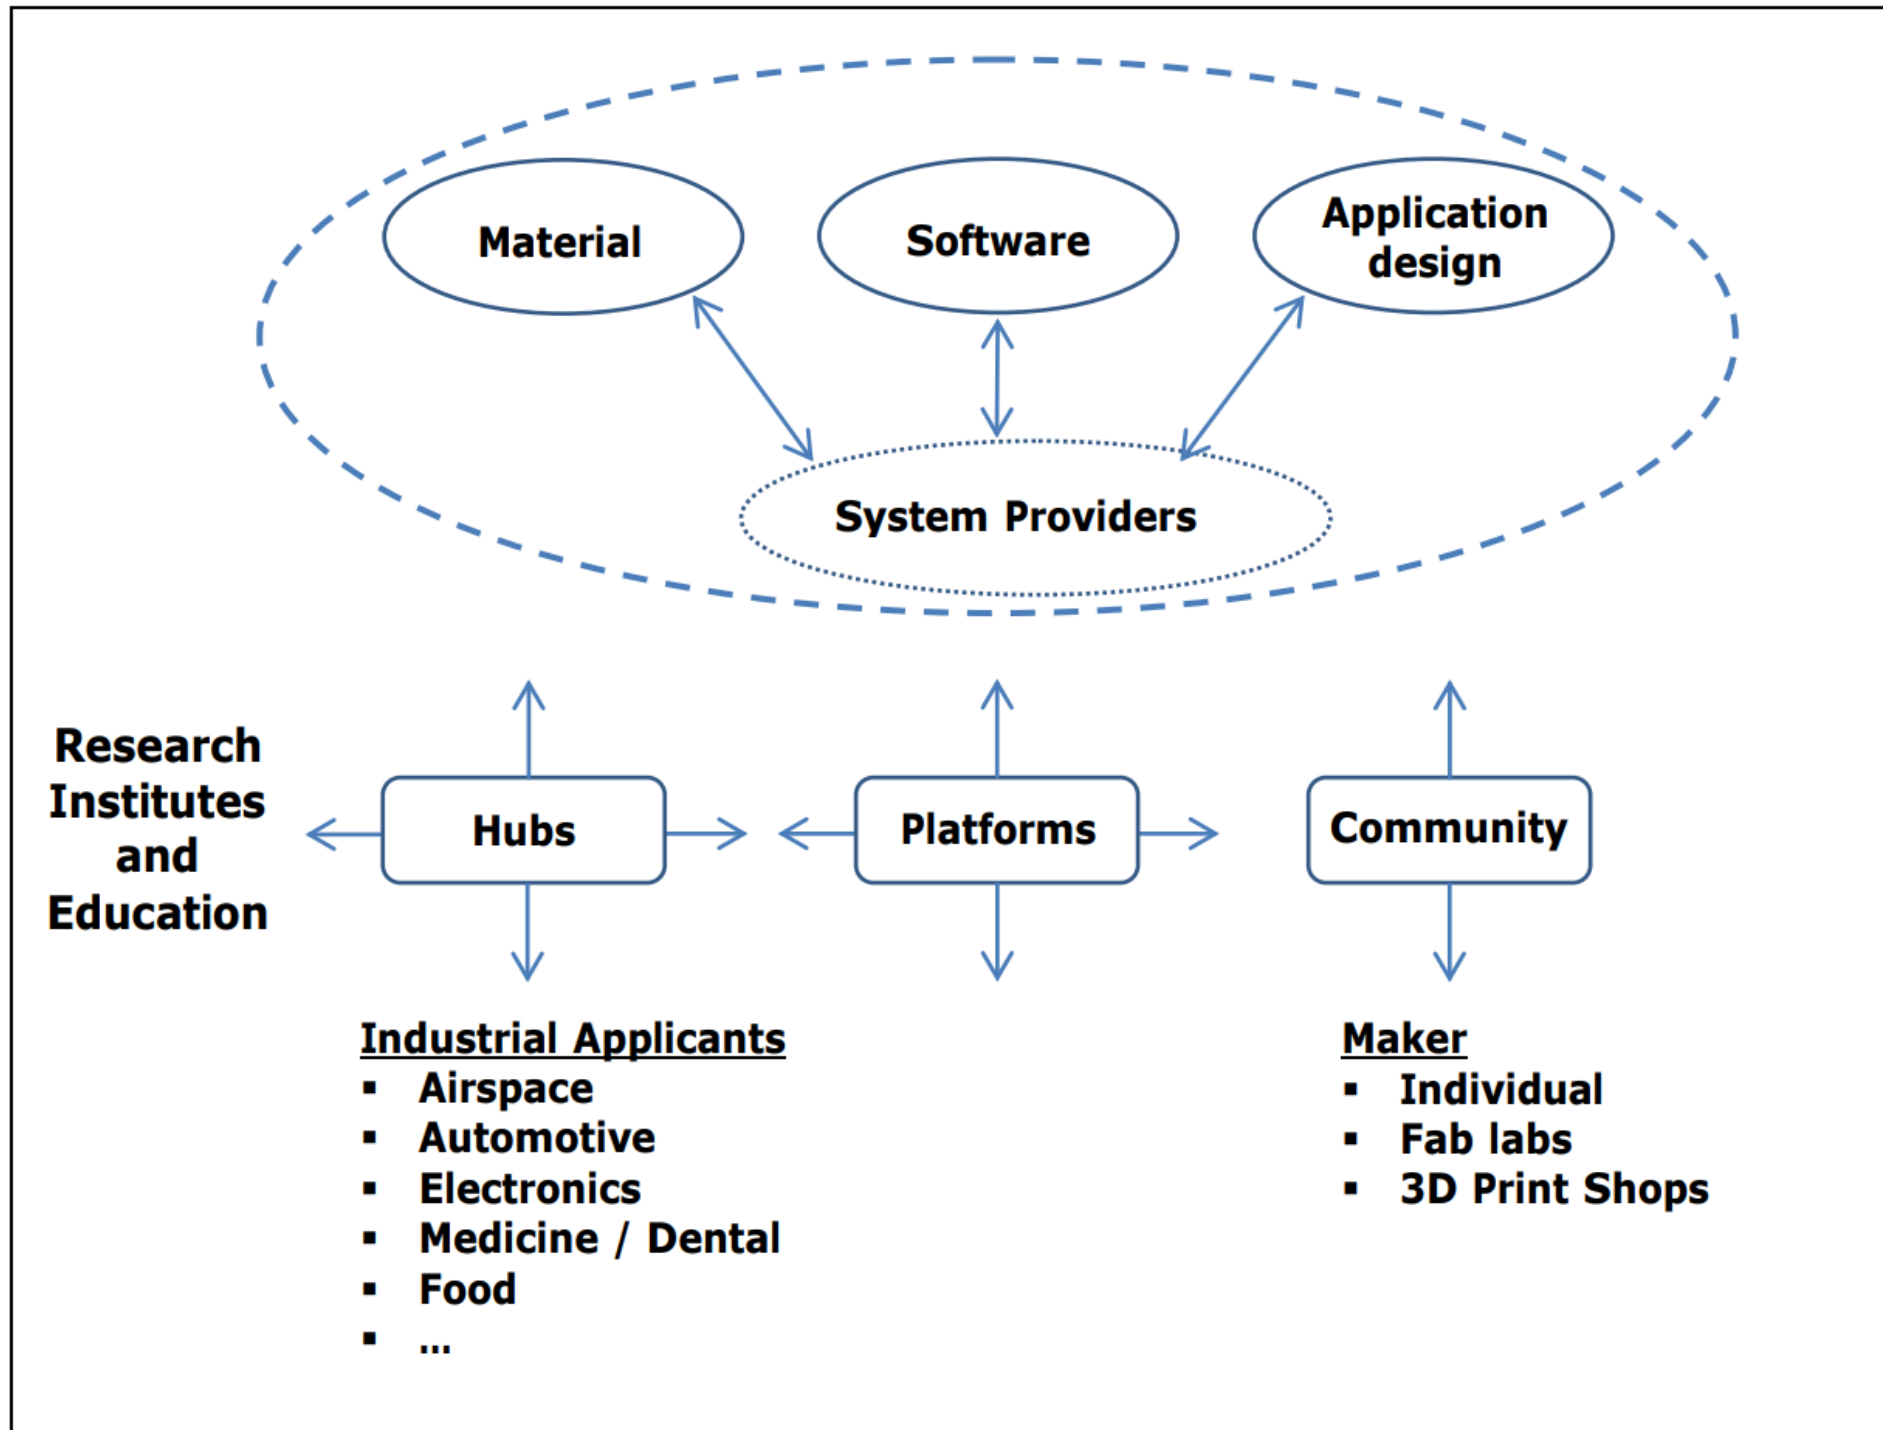 Material
Software
Application
design
System Providers
Research
Institutes
and
Education
Hubs
Platforms
Community
Industrial Applicants
▪ Airspace
▪ Automotive
▪ Electronics
▪ Medicine / Dental
▪ Food
▪ ...
Maker
▪ Individual
▪ Fab labs
▪ 3D Print Shops